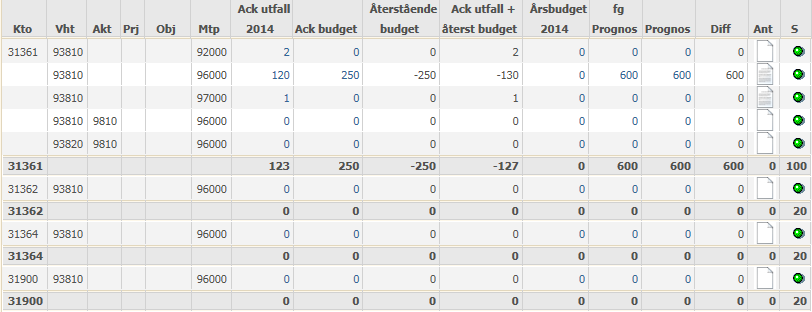 Kto Vht Akt Prj Obj Mtp Ack utfall 2014 Ack budget Återstående budget Ack utfall + återst budget Årsbudget 2014 fg Prognos Prognos Diff Ant S
31361 93810 92000 2 0 0 2 0 0 0 0
93810 96000 120 250 -250 -130 0 600 600 600
93810 97000 1 0 0 1 0 0 0 0
93810 9810 96000 0 0 0 0 0 0 0 0
93820 9810 96000 0 0 0 0 0 0 0 0
31361 123 250 -250 -127 0 600 600 600 0 100
31362 93810 96000 0 0 0 0 0 0 0 0
31362 0 0 0 0 0 0 0 0 0 20
31364 93810 96000 0 0 0 0 0 0 0 0
31364 0 0 0 0 0 0 0 0 0 20
31900 93810 96000 0 0 0 0 0 0 0 0
31900 0 0 0 0 0 0 0 0 0 20